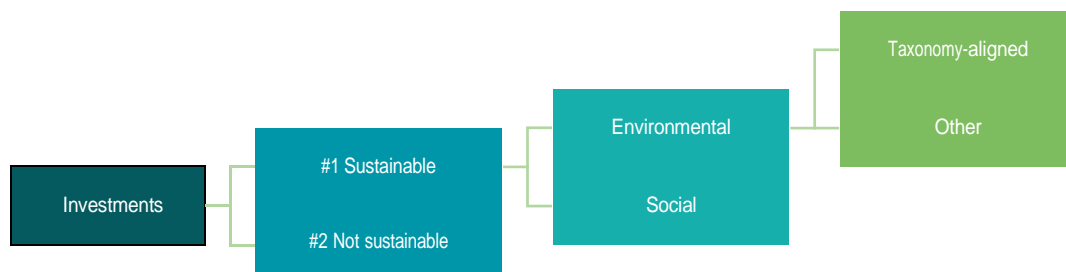 Investments
#1 Sustainable
#2 Not sustainable
Environmental
Social
Taxonomy-aligned
Other